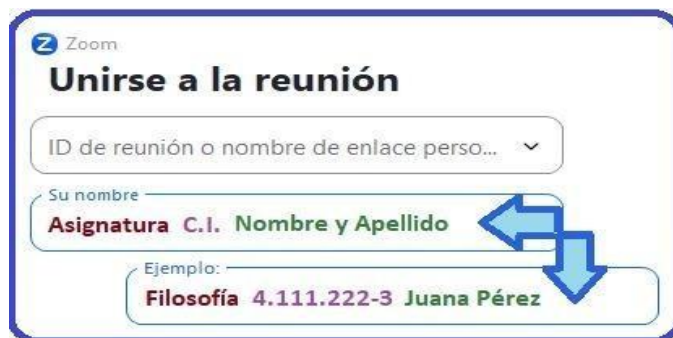 Zoom
Unirse a la reunión
ID de reunión o nombre de enlace perso...
Su nombre
Asignatura C.I. Nombre y Apellido
Ejemplo:
Filosofía 4.111.222-3 Juana Pérez